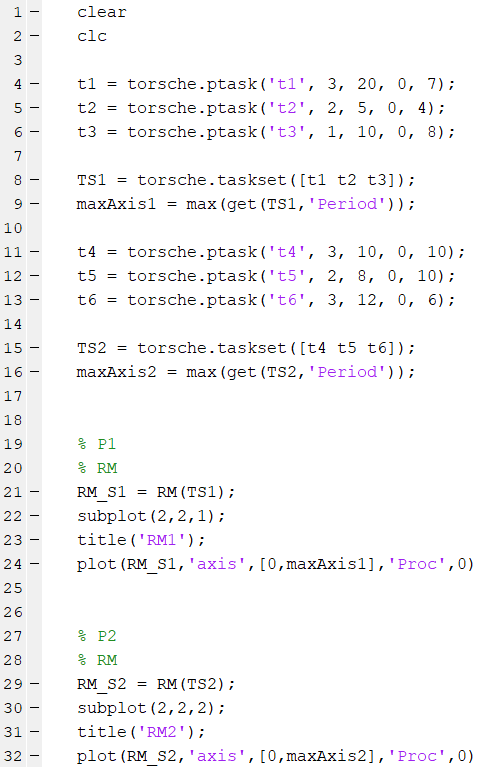 1 - clear
2 - clc
3
4 - t1 = torsche.ptask('t1', 3, 20, 0, 7);
5 - t2 = torsche.ptask('t2', 2, 5, 0, 4);
6 - t3 = torsche.ptask('t3', 1, 10, 0, 8);
7
8 - TS1 = torsche.taskset([t1 t2 t3]);
9 - maxAxis1 = max(get(TS1,'Period'));
10
11 - t4 = torsche.ptask('t4', 3, 10, 0, 10);
12 - t5 = torsche.ptask('t5', 2, 8, 0, 10);
13 - t6 = torsche.ptask('t6', 3, 12, 0, 6);
14
15 - TS2 = torsche.taskset([t4 t5 t6]);
16 - maxAxis2 = max(get(TS2,'Period'));
17
18
19 % P1
20 % RM
21 - RM_S1 = RM(TS1);
22 - subplot(2,2,1);
23 - title('RM1');
24 - plot(RM_S1,'axis',[0,maxAxis1],'Proc',0)
25
26
27 % P2
28 % RM
29 - RM_S2 = RM(TS2);
30 - subplot(2,2,2);
31 - title('RM2');
32 - plot(RM_S2,'axis',[0,maxAxis2],'Proc',0)